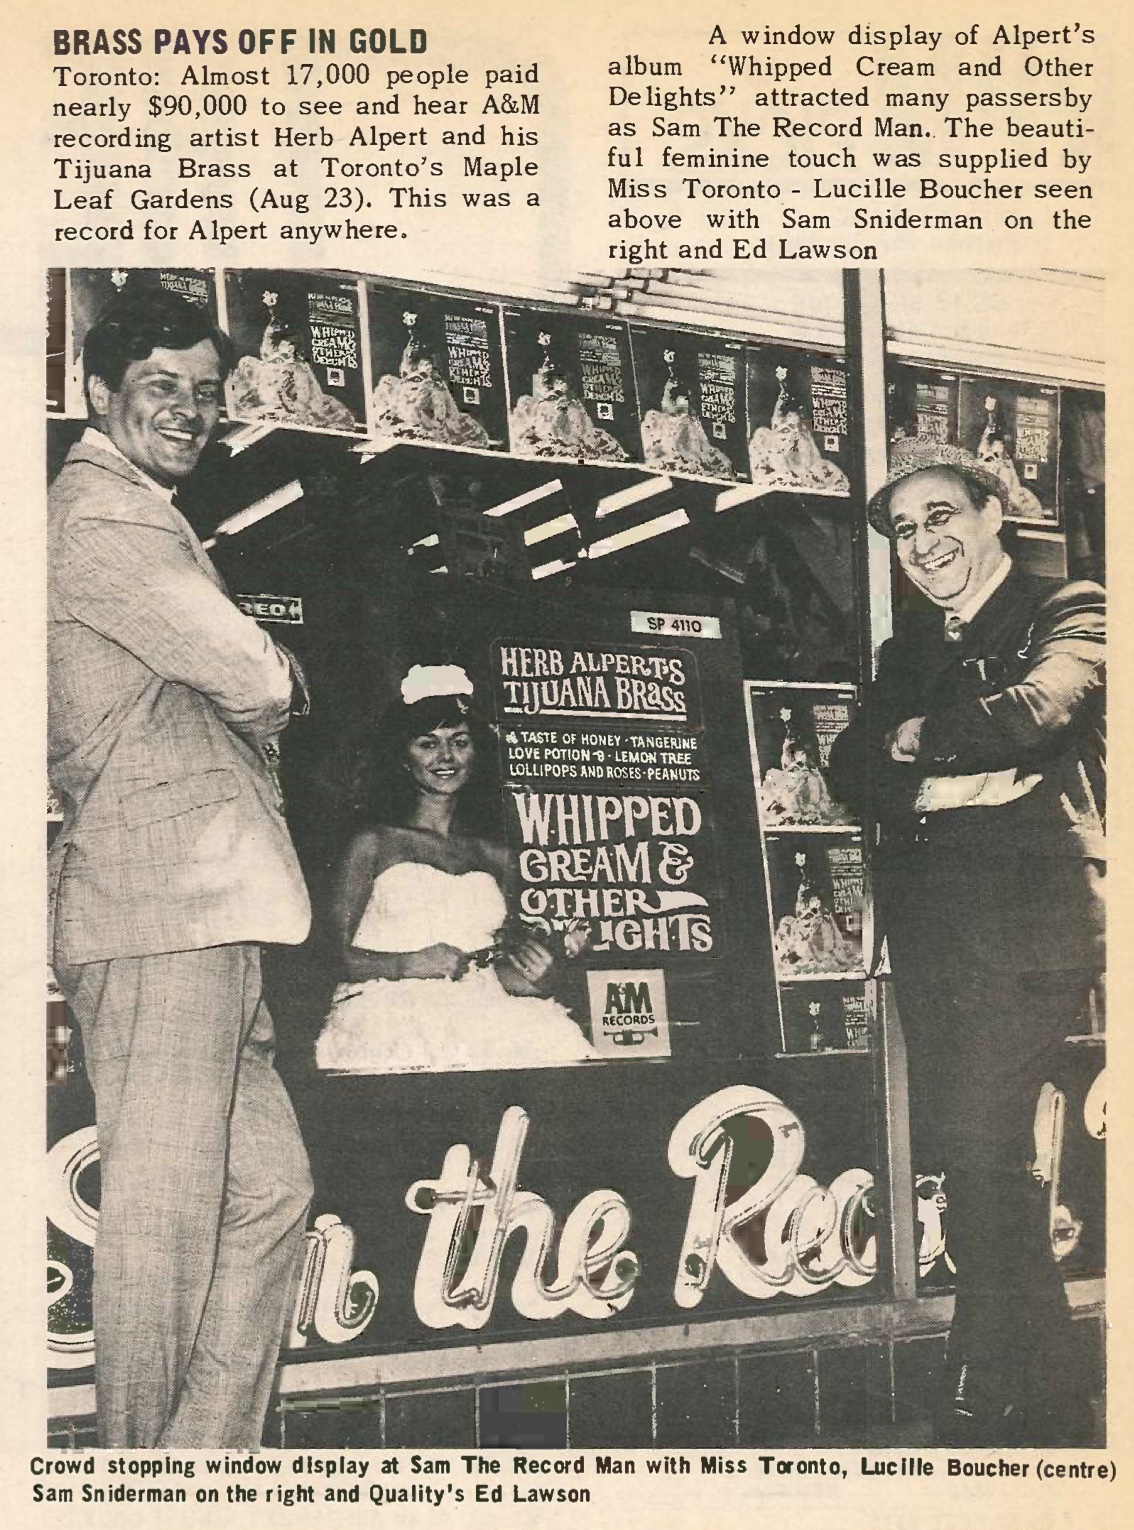 BRASS PAYS OFF IN GOLD
Toronto: Almost 17,000 people paid
nearly $90,000 to see and hear A&M
recording artist Herb Alpert and his
Tijuana Brass at Toronto's Maple
Leaf Gardens (Aug 23). This was a
record for Alpert anywhere.
A window display of Alpert's
album "Whipped Cream and Other
Delights" attracted many passersby
as Sam The Record Man. The beauti-
ful feminine touch was supplied by
Miss Toronto - Lucille Boucher seen
above with Sam Sniderman on the
right and Ed Lawson
SP 4110
HERB ALPERT'S
TIJUANA BRASS
A TASTE OF HONEY · TANGERINE
LOVE POTION 9 · LEMON TREE
LOLLIPOPS AND ROSES · PEANUTS
WHIPPED
CREAM &
OTHER
DELIGHTS
A&M
RECORDS
the Reco
Crowd stopping window display at Sam The Record Man with Miss Toronto, Lucille Boucher (centre)
Sam Sniderman on the right and Quality's Ed Lawson